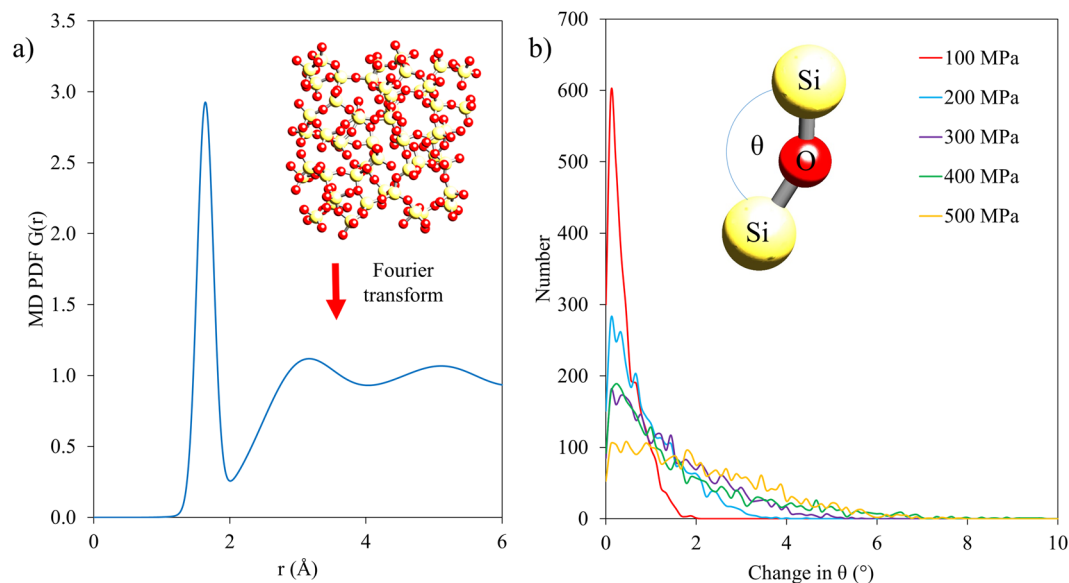 a)
MD PDF G(r)
3.5
3.0
2.5
2.0
1.5
1.0
0.5
0.0
0
2
4
6
r (Å)
Fourier
transform
b)
Number
700
600
500
400
300
200
100
0
0
2
4
6
8
10
Change in θ (°)
Si
θ
O
Si
100 MPa
200 MPa
300 MPa
400 MPa
500 MPa